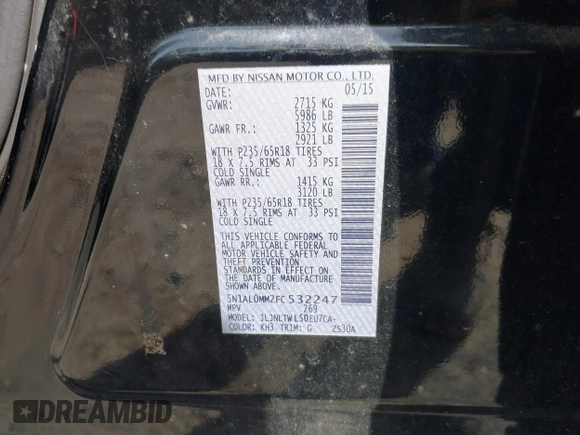 MFD BY NISSAN MOTOR CO., LTD.
DATE: 05/15
GVWR: 2715 KG
5986 LB
GAWR FR.: 1325 KG
2921 LB
WITH P235/65R18 TIRES
18 X 7.5 RIMS AT 33 PSI
COLD SINGLE
GAWR RR.: 1415 KG
3120 LB
WITH P235/65R18 TIRES
18 X 7.5 RIMS AT 33 PSI
COLD SINGLE
THIS VEHICLE CONFORMS TO
ALL APPLICABLE FEDERAL
MOTOR VEHICLE SAFETY AND
THEFT PREVENTION
STANDARDS IN EFFECT ON
THE DATE OF MANUFACTURE
SHOWN ABOVE.
5N1AL0MM2FC532247
MPV 269
MODEL: JLJNLTWL50EU7CA-
COLOR: KH3 TRIM: G 2530A
DREAMBID